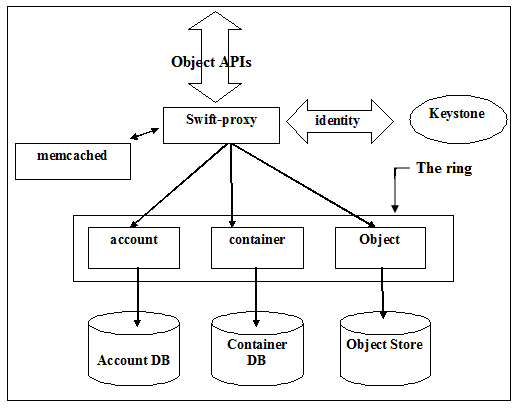 Object APIs
Swift-proxy
identity
Keystone
memcached
The ring
account
container
Object
Account DB
Container
DB
Object Store